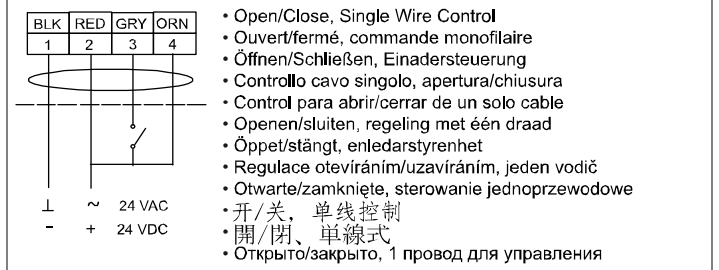 BLK RED GRY ORN
1 2 3 4
⊥ ~ 24 VAC
- + 24 VDC
• Open/Close, Single Wire Control
• Ouvert/fermé, commande monofilaire
• Öffnen/Schließen, Einadersteuerung
• Controllo cavo singolo, apertura/chiusura
• Control para abrir/cerrar de un solo cable
• Openen/sluiten, regeling met één draad
• Öppet/stängt, enledarstyrenhet
• Regulace otevíráním/uzavíráním, jeden vodič
• Otwarte/zamknięte, sterowanie jednoprzewodowe
• 开/关, 单线控制
• 開/閉、単線式
• Открыто/закрыто, 1 провод для управления